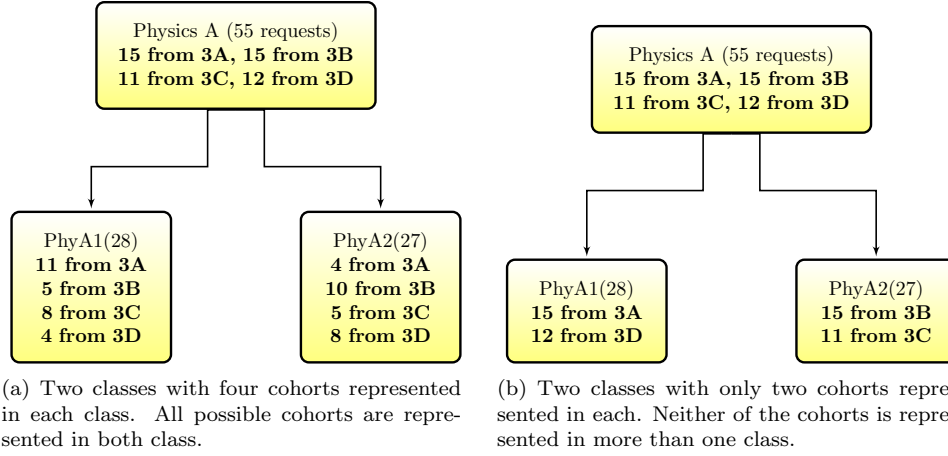 Physics A (55 requests)
15 from 3A, 15 from 3B
11 from 3C, 12 from 3D
PhyA1(28)
11 from 3A
5 from 3B
8 from 3C
4 from 3D
PhyA2(27)
4 from 3A
10 from 3B
5 from 3C
8 from 3D
(a) Two classes with four cohorts represented
in each class. All possible cohorts are repre-
sented in both class.
Physics A (55 requests)
15 from 3A, 15 from 3B
11 from 3C, 12 from 3D
PhyA1(28)
15 from 3A
12 from 3D
PhyA2(27)
15 from 3B
11 from 3C
(b) Two classes with only two cohorts repre-
sented in each. Neither of the cohorts is repre-
sented in more than one class.